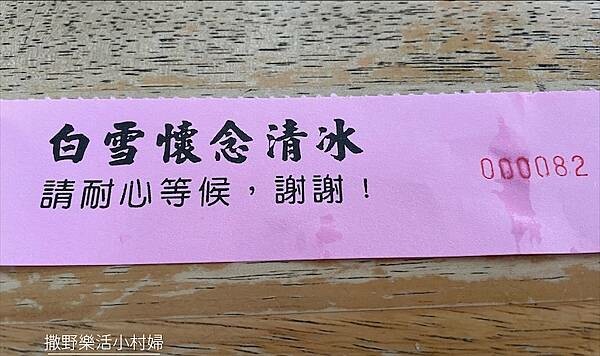 白雪懷念清冰
請耐心等候，謝謝！
000082
撒野樂活小村婦